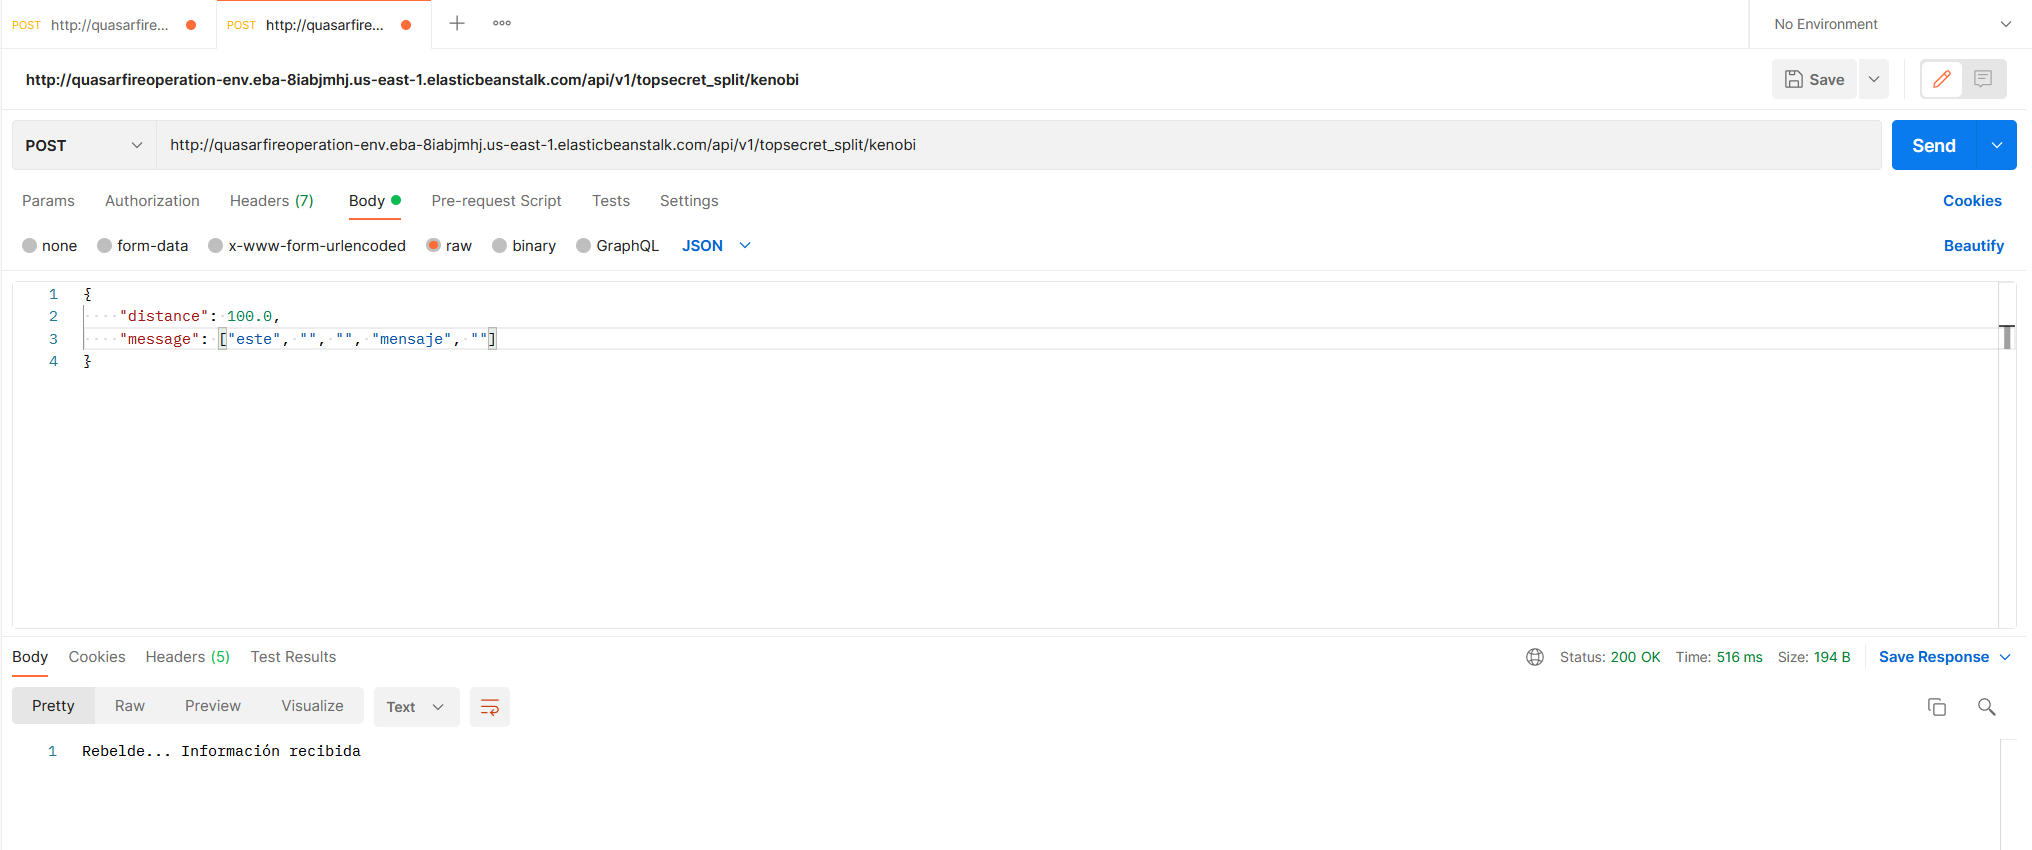 POST http://quasarfire... POST http://quasarfire... No Environment
http://quasarfireoperation-env.eba-8iabjmhj.us-east-1.elasticbeanstalk.com/api/v1/topsecret_split/kenobi Save
POST http://quasarfireoperation-env.eba-8iabjmhj.us-east-1.elasticbeanstalk.com/api/v1/topsecret_split/kenobi Send
Params Authorization Headers (7) Body Pre-request Script Tests Settings Cookies
none form-data x-www-form-urlencoded raw binary GraphQL JSON Beautify
1 {
2 "distance": 100.0,
3 "message": ["este", "", "", "mensaje", ""]
4 }
Body Cookies Headers (5) Test Results Status: 200 OK Time: 516 ms Size: 194 B Save Response
Pretty Raw Preview Visualize Text
1 Rebelde... Información recibida